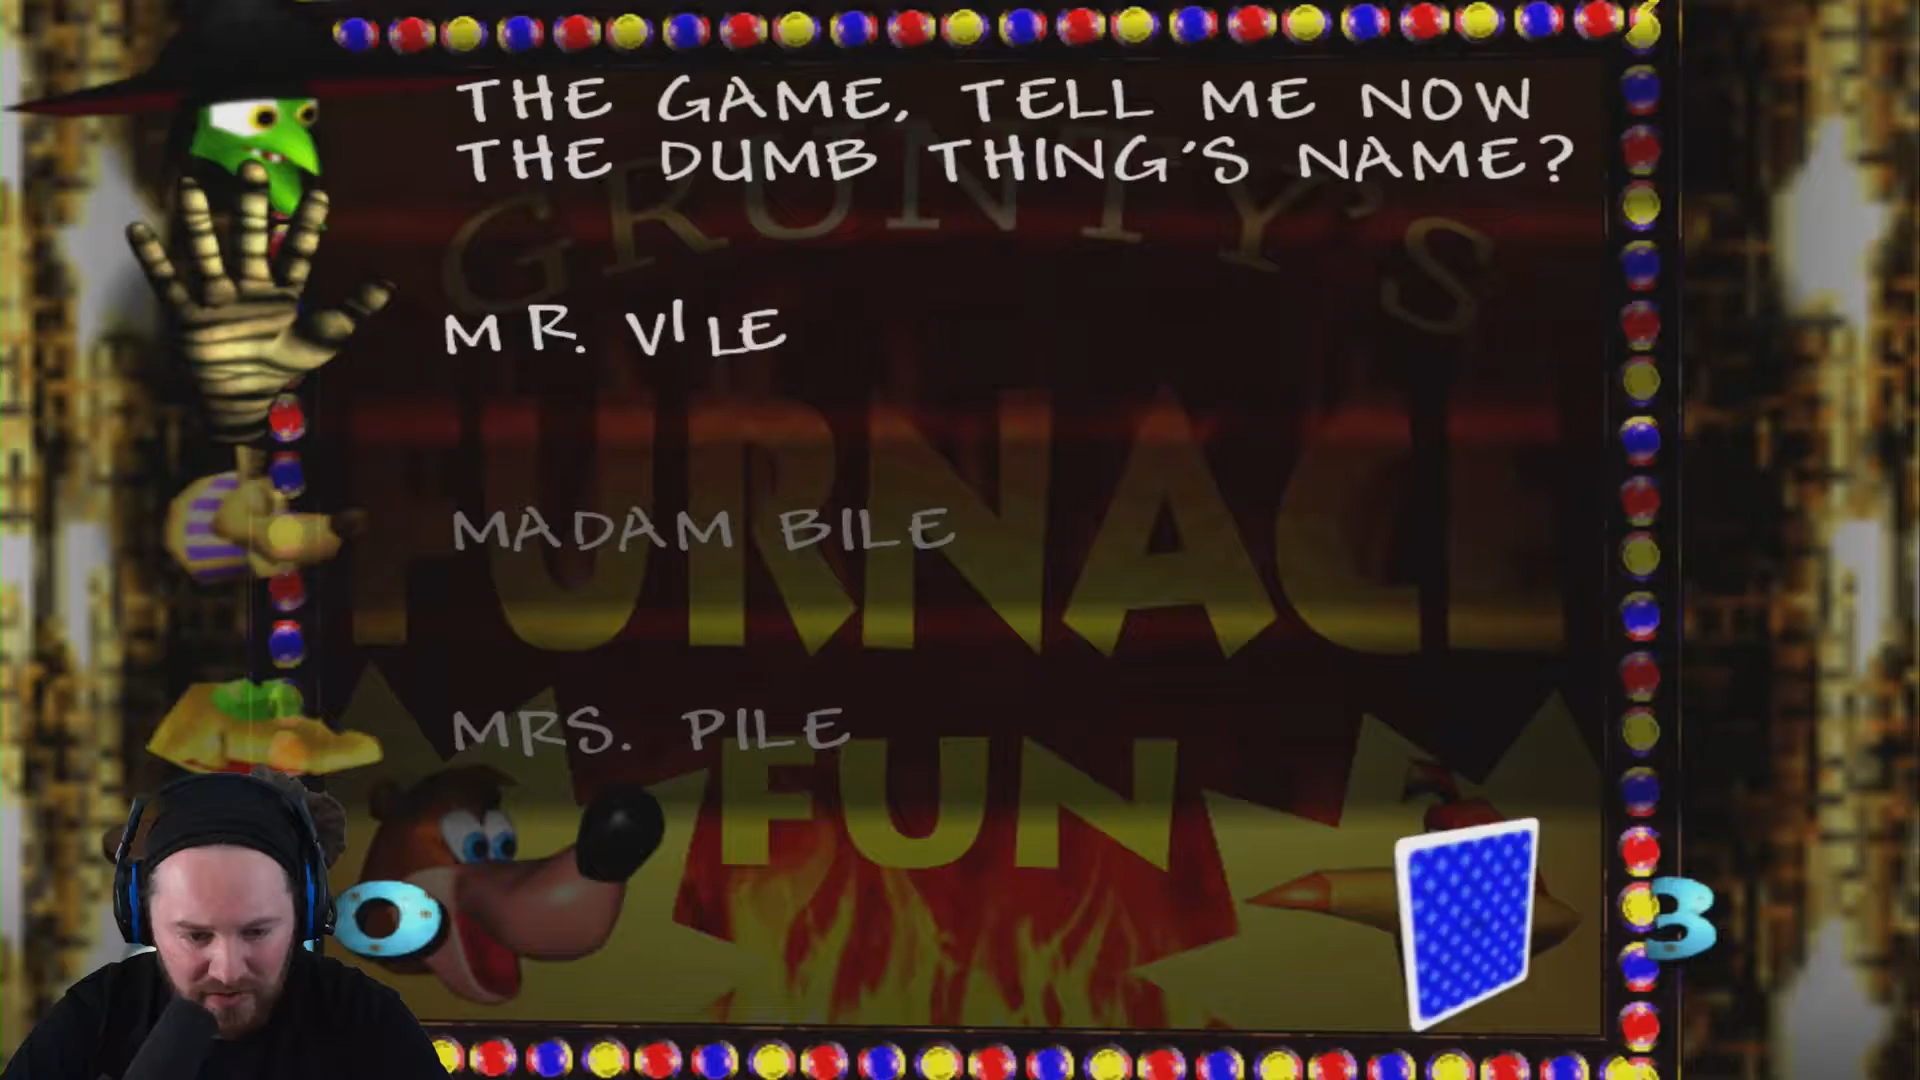 THE GAME, TELL ME NOW
THE DUMB THING'S NAME?
GRUNTY'S
MR. VILE
FURNACE
MADAM BILE
MRS. PILE
FUN
0
3